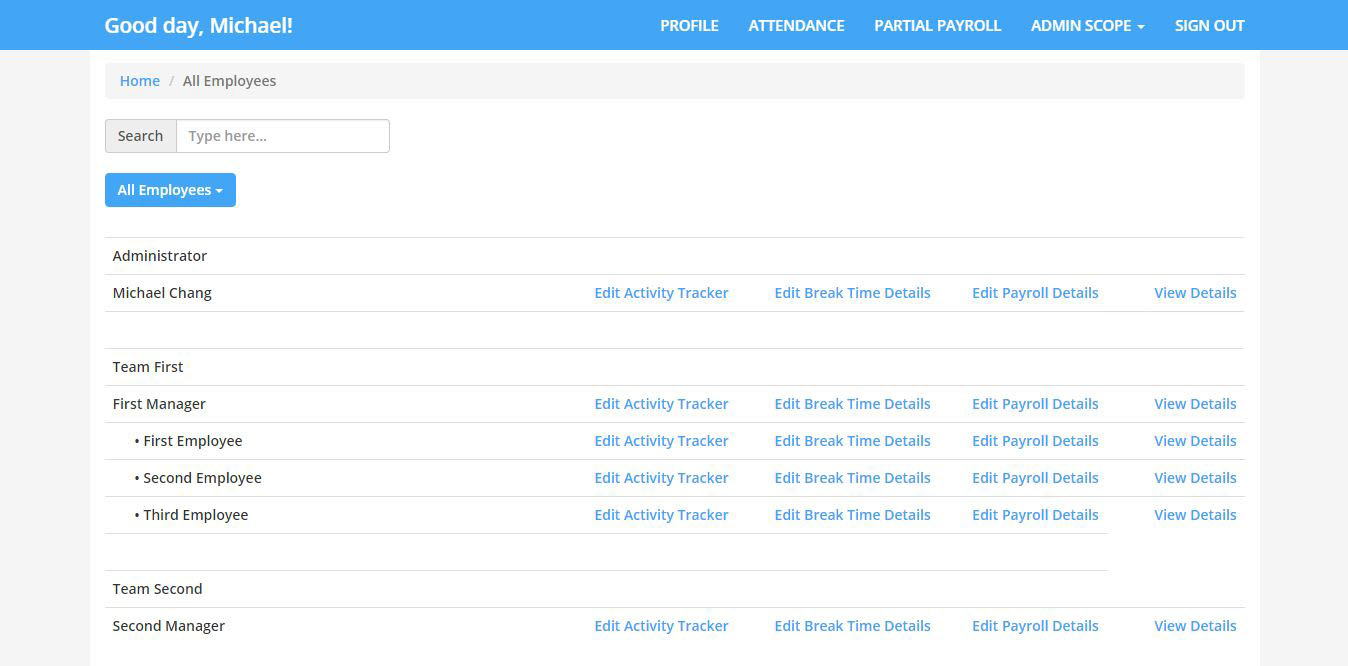 Good day, Michael! PROFILE ATTENDANCE PARTIAL PAYROLL ADMIN SCOPE SIGN OUT
Home / All Employees
Search Type here...
All Employees
Administrator
Michael Chang Edit Activity Tracker Edit Break Time Details Edit Payroll Details View Details
Team First
First Manager Edit Activity Tracker Edit Break Time Details Edit Payroll Details View Details
• First Employee Edit Activity Tracker Edit Break Time Details Edit Payroll Details View Details
• Second Employee Edit Activity Tracker Edit Break Time Details Edit Payroll Details View Details
• Third Employee Edit Activity Tracker Edit Break Time Details Edit Payroll Details View Details
Team Second
Second Manager Edit Activity Tracker Edit Break Time Details Edit Payroll Details View Details